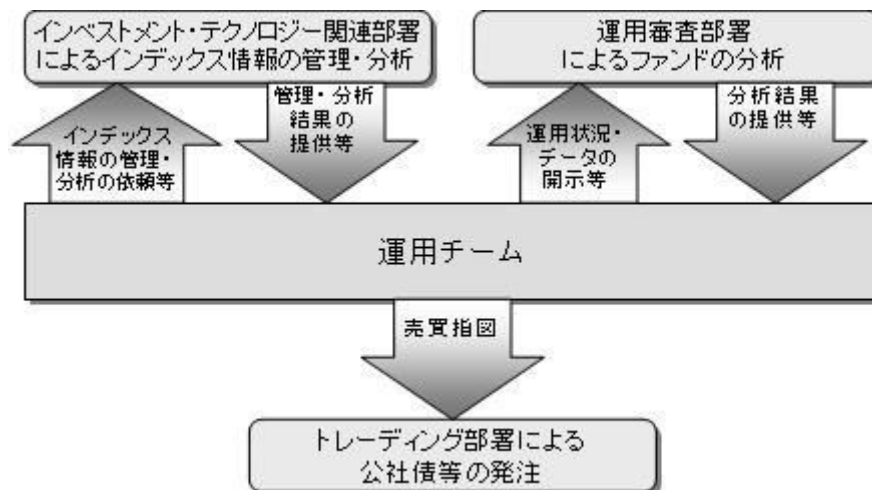 インベストメント・テクノロジー関連部署
によるインデックス情報の管理・分析
運用審査部署
によるファンドの分析
インデックス
情報の管理・
分析の依頼等
管理・分析
結果の
提供等
運用状況・
データの
開示等
分析結果
の提供等
運用チーム
売買指図
トレーディング部署による
公社債等の発注